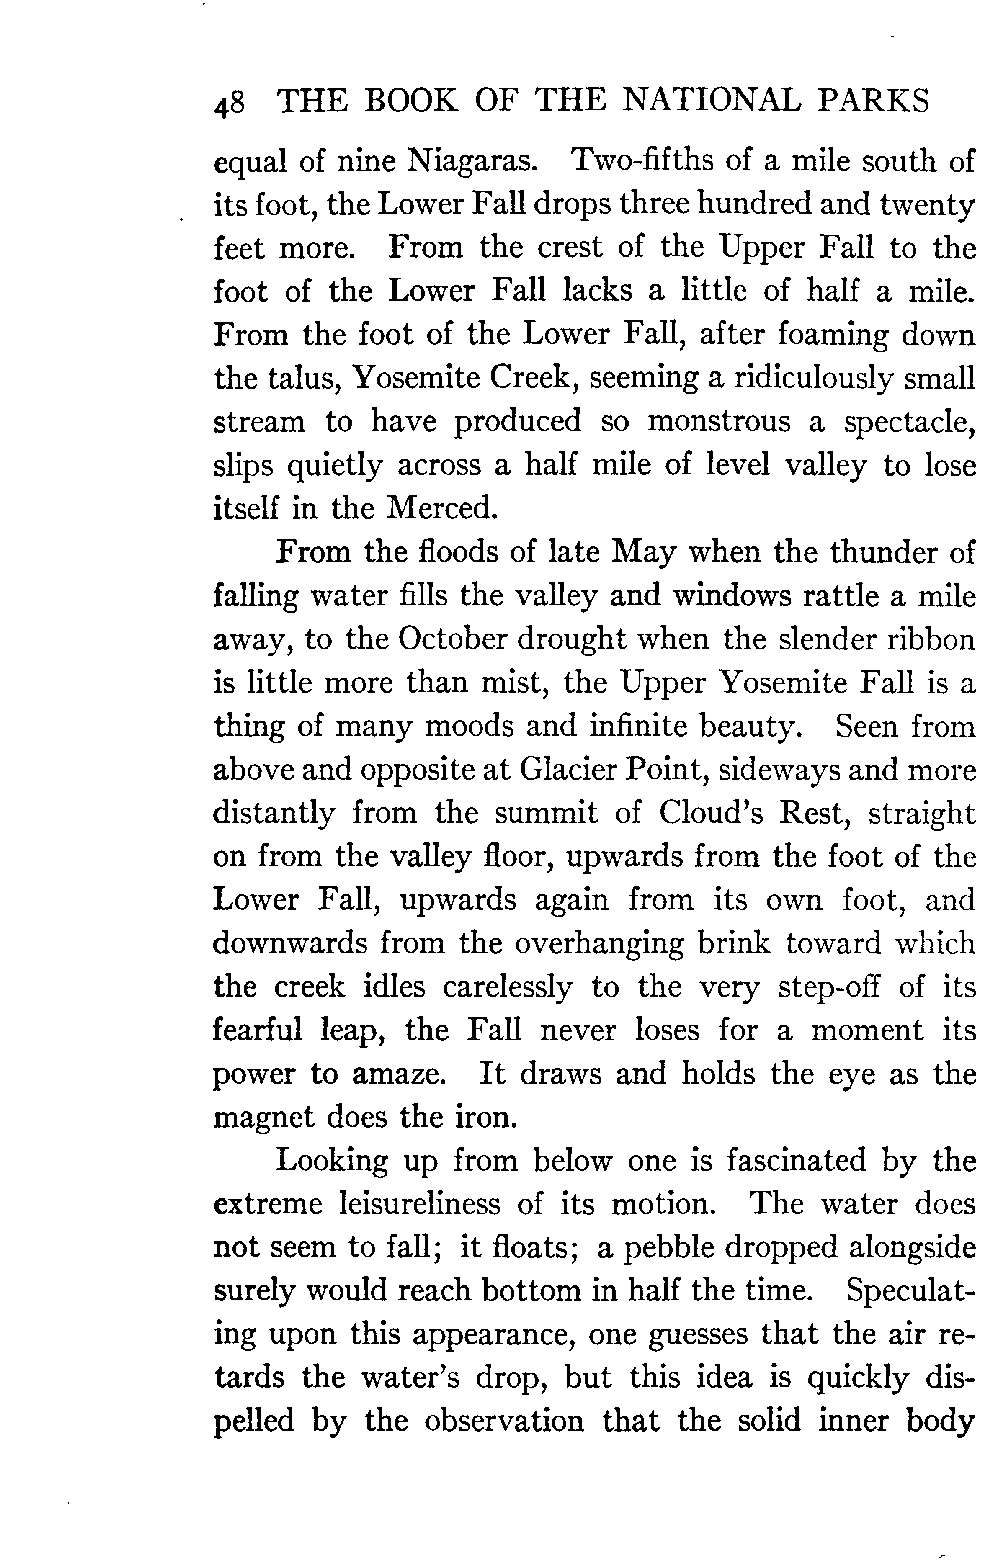 48 THE BOOK OF THE NATIONAL PARKS
equal of nine Niagaras. Two-fifths of a mile south of
its foot, the Lower Fall drops three hundred and twenty
feet more. From the crest of the Upper Fall to the
foot of the Lower Fall lacks a little of half a mile.
From the foot of the Lower Fall, after foaming down
the talus, Yosemite Creek, seeming a ridiculously small
stream to have produced so monstrous a spectacle,
slips quietly across a half mile of level valley to lose
itself in the Merced.
From the floods of late May when the thunder of
falling water fills the valley and windows rattle a mile
away, to the October drought when the slender ribbon
is little more than mist, the Upper Yosemite Fall is a
thing of many moods and infinite beauty. Seen from
above and opposite at Glacier Point, sideways and more
distantly from the summit of Cloud's Rest, straight
on from the valley floor, upwards from the foot of the
Lower Fall, upwards again from its own foot, and
downwards from the overhanging brink toward which
the creek idles carelessly to the very step-off of its
fearful leap, the Fall never loses for a moment its
power to amaze. It draws and holds the eye as the
magnet does the iron.
Looking up from below one is fascinated by the
extreme leisureliness of its motion. The water does
not seem to fall; it floats; a pebble dropped alongside
surely would reach bottom in half the time. Speculat-
ing upon this appearance, one guesses that the air re-
tards the water's drop, but this idea is quickly dis-
pelled by the observation that the solid inner body